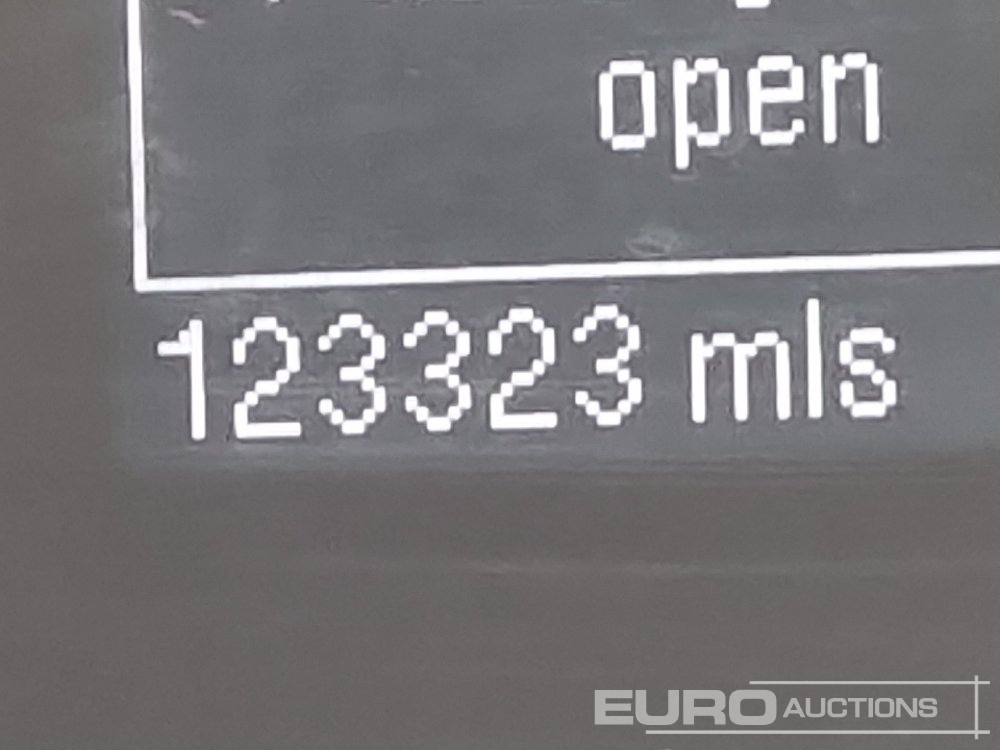 open
123323 mls
EURO AUCTIONS